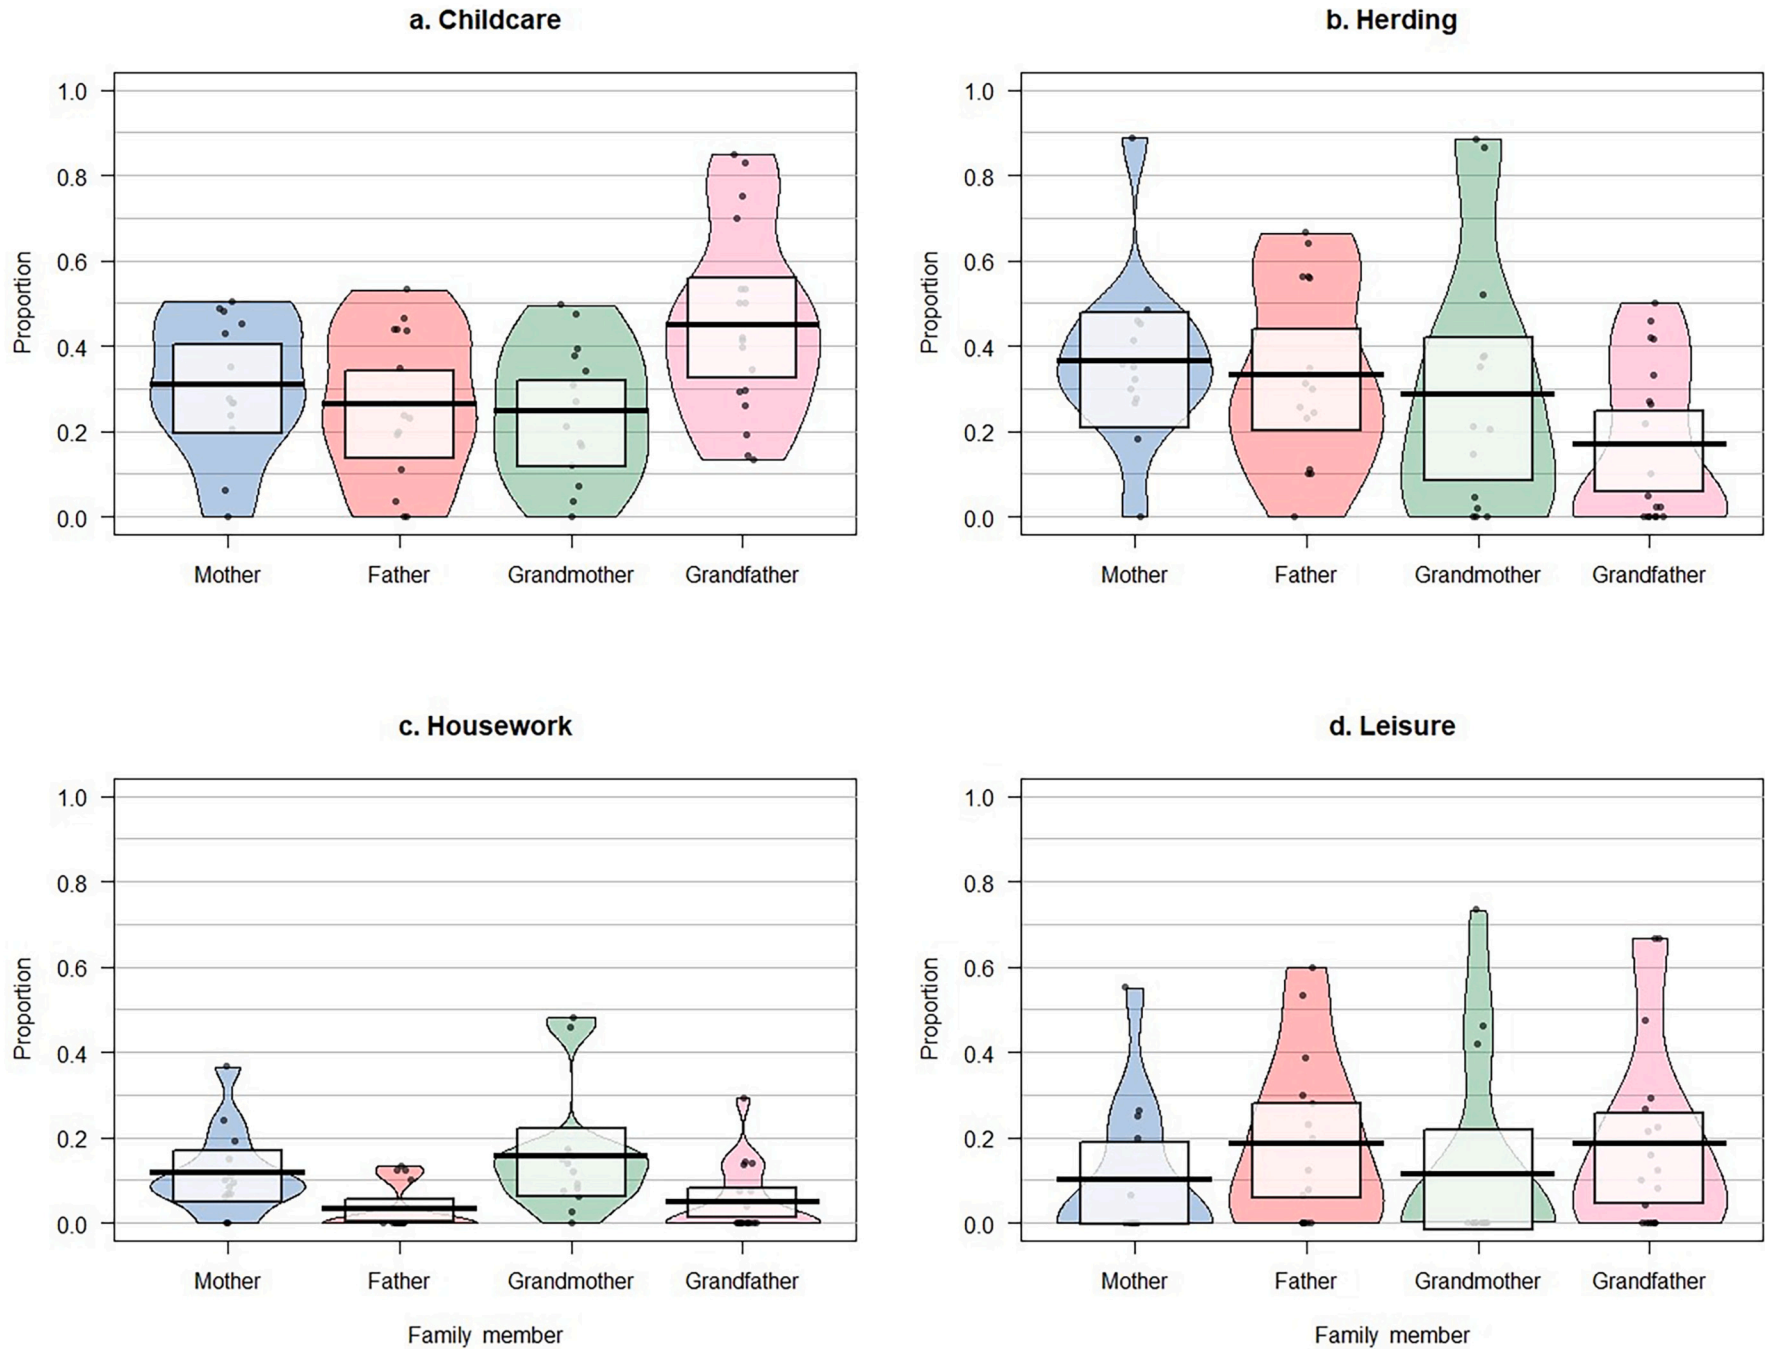 a. Childcare
1.0
0.8
0.6
0.4
0.2
0.0
Proportion
Mother Father Grandmother Grandfather
b. Herding
1.0
0.8
0.6
0.4
0.2
0.0
Proportion
Mother Father Grandmother Grandfather
c. Housework
1.0
0.8
0.6
0.4
0.2
0.0
Proportion
Mother Father Grandmother Grandfather
Family member
d. Leisure
1.0
0.8
0.6
0.4
0.2
0.0
Proportion
Mother Father Grandmother Grandfather
Family member